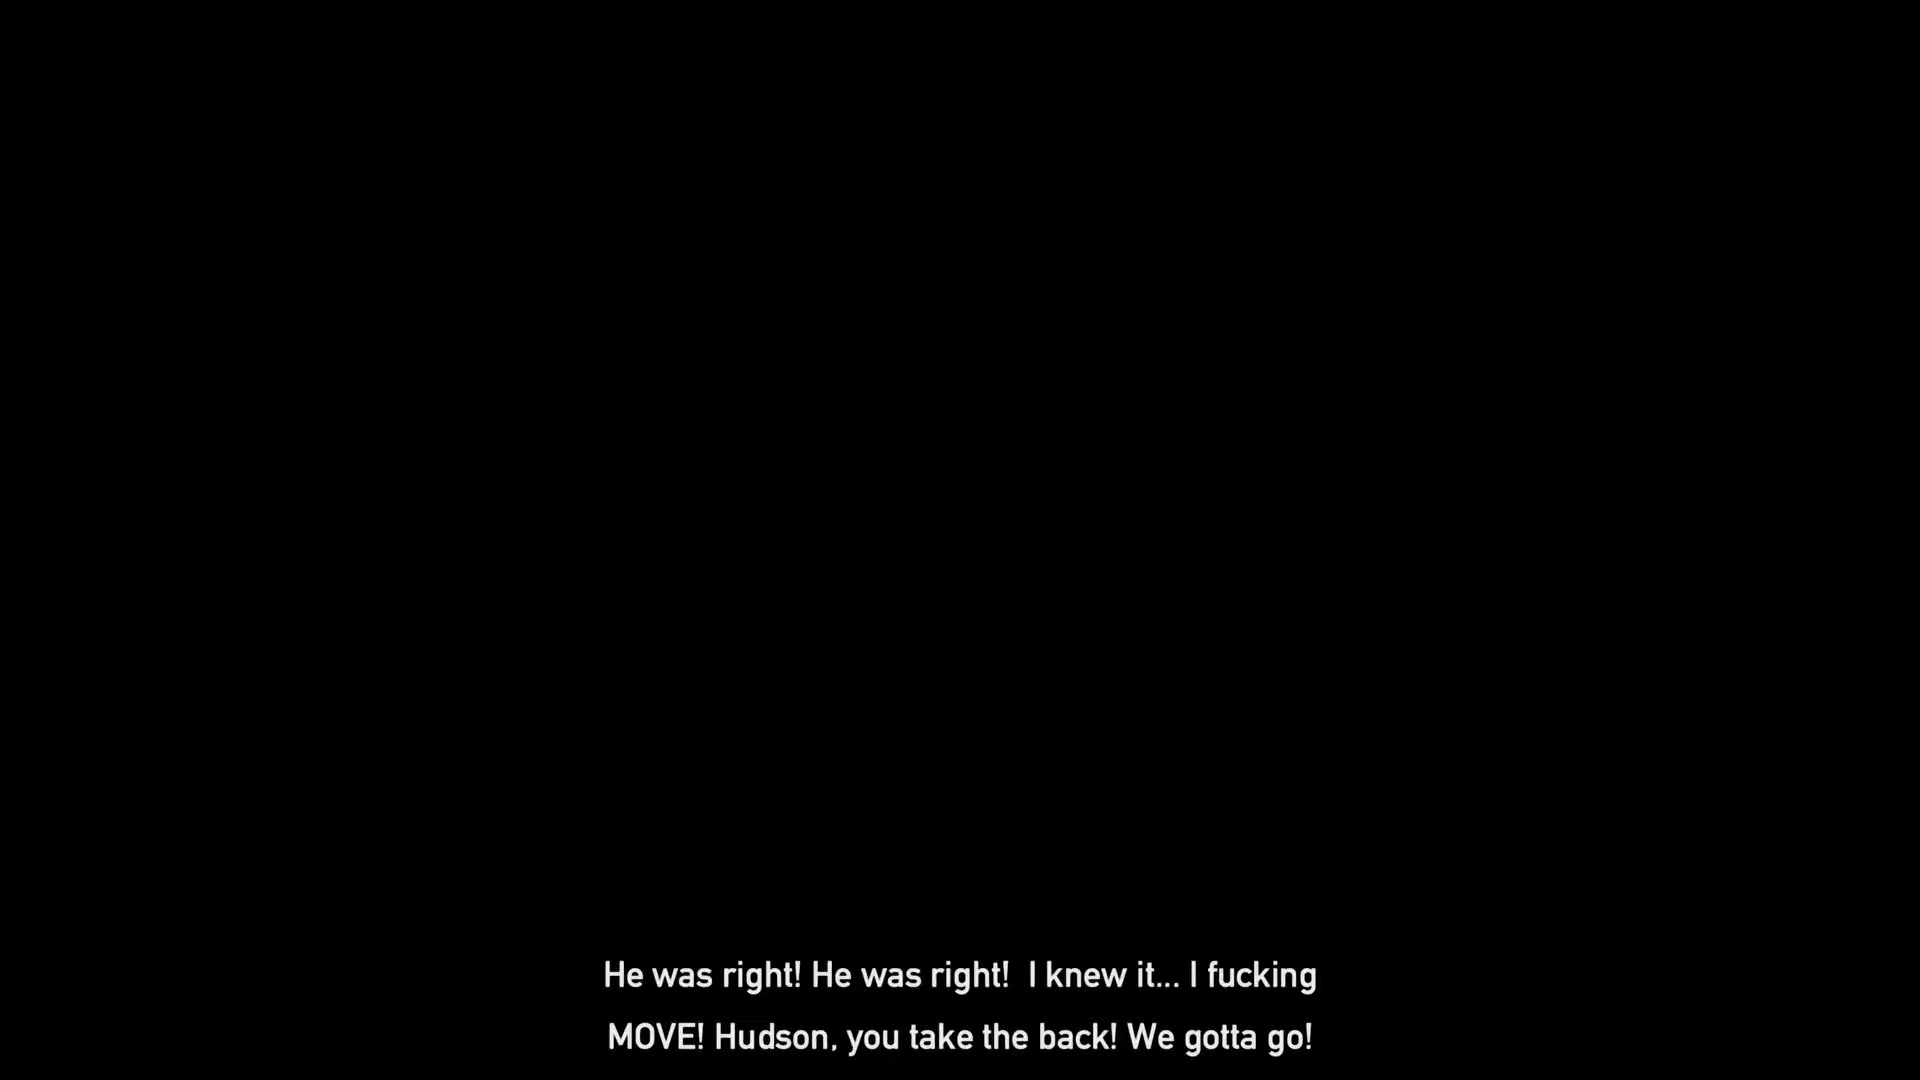 He was right! He was right!  I knew it... I fucking
MOVE! Hudson, you take the back! We gotta go!